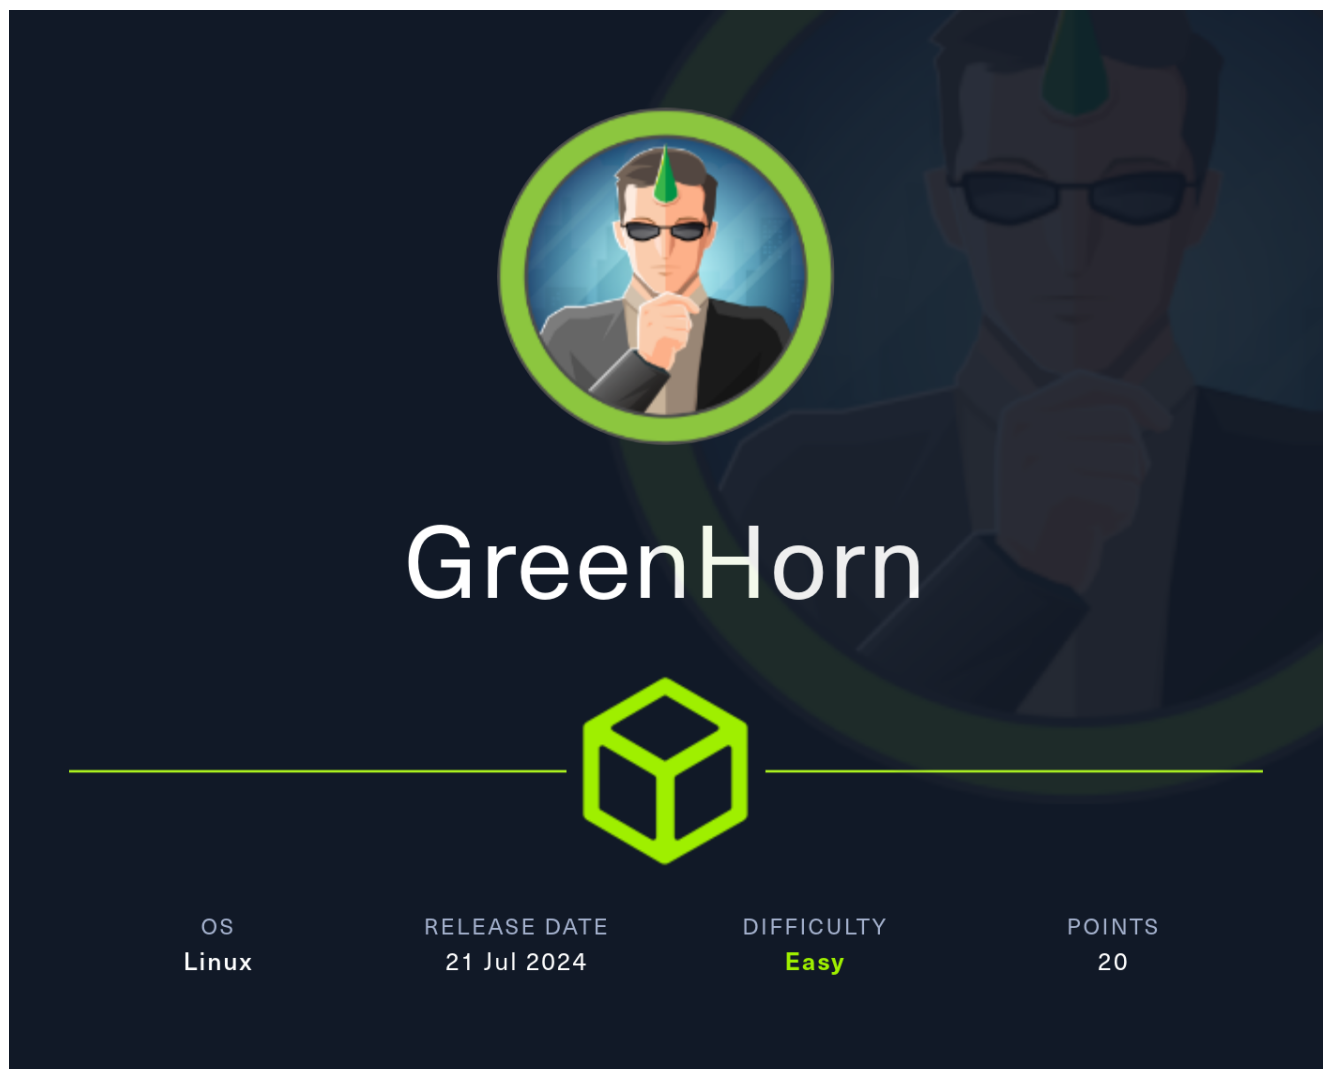 GreenHorn
OS
RELEASE DATE
DIFFICULTY
POINTS
Linux
21 Jul 2024
Easy
20